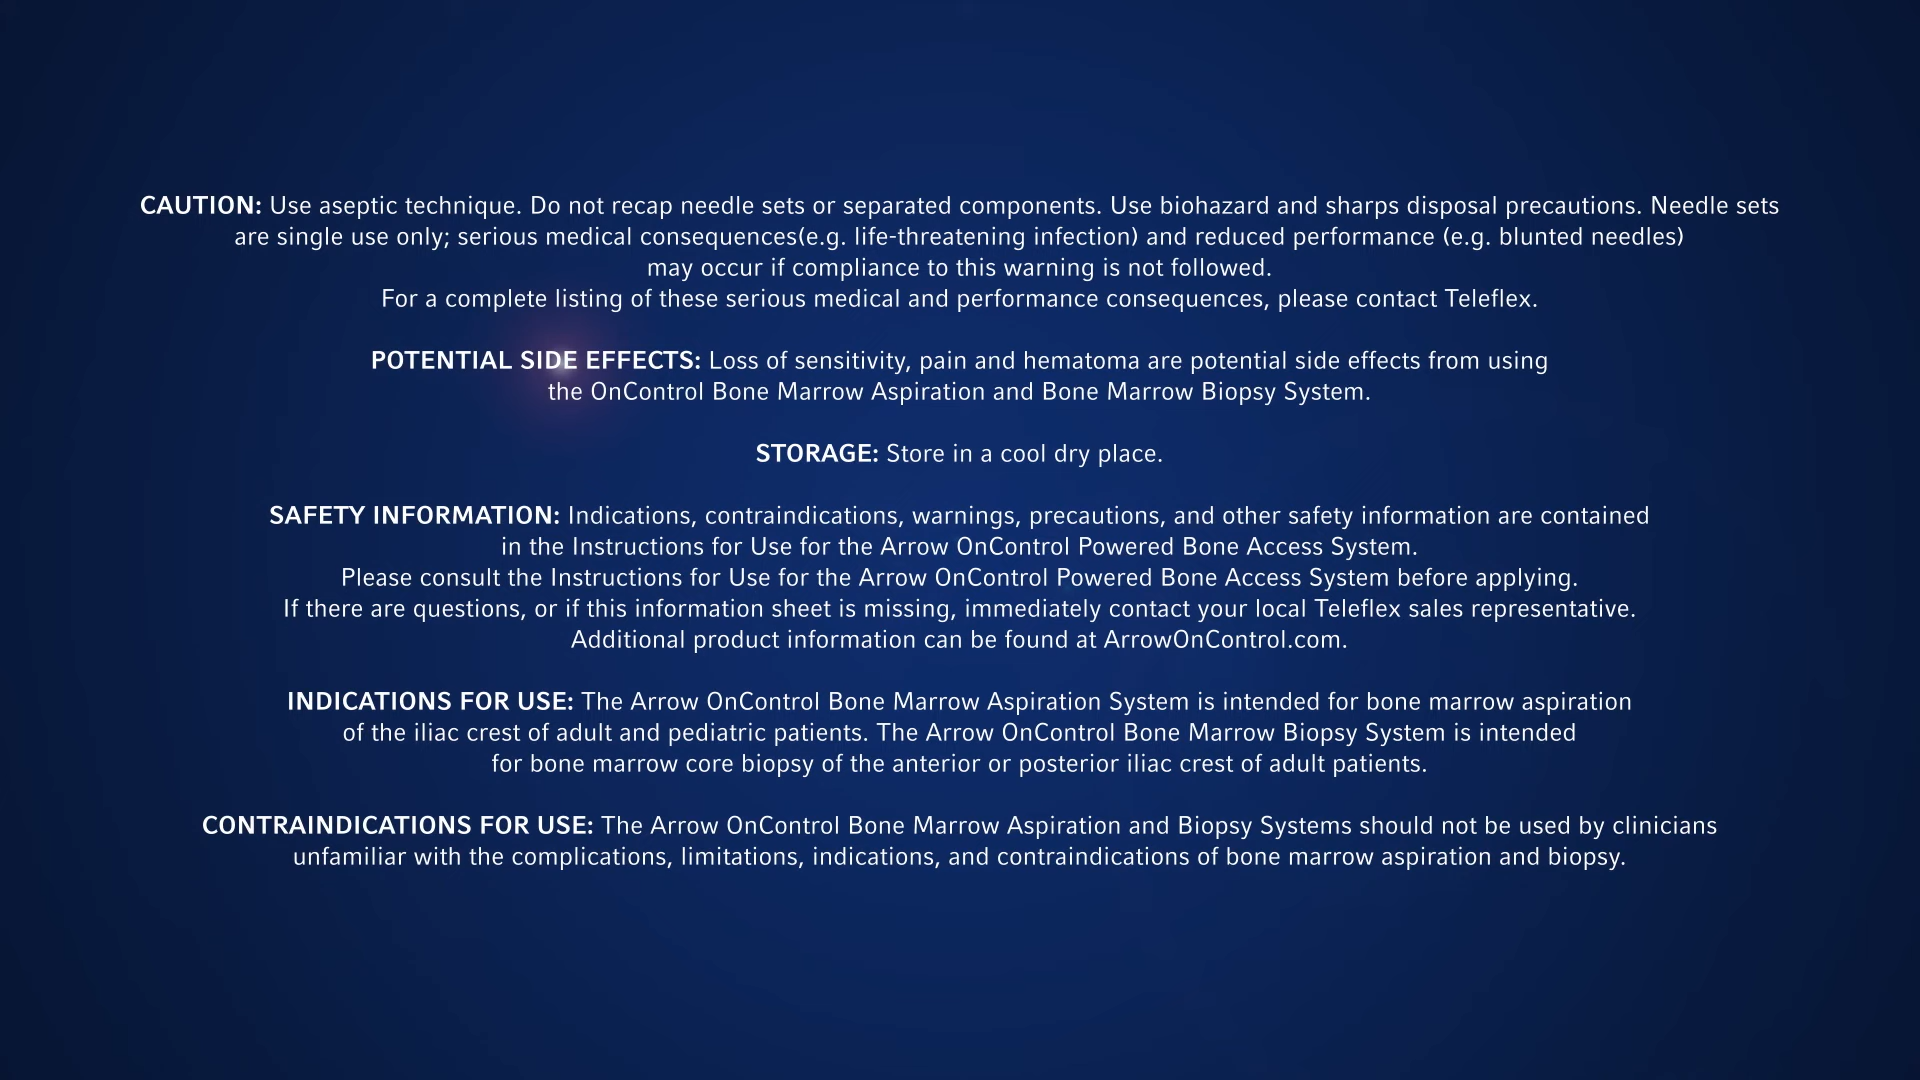 CAUTION: Use aseptic technique. Do not recap needle sets or separated components. Use biohazard and sharps disposal precautions. Needle sets
are single use only; serious medical consequences(e.g. life-threatening infection) and reduced performance (e.g. blunted needles)
may occur if compliance to this warning is not followed.
For a complete listing of these serious medical and performance consequences, please contact Teleflex.
POTENTIAL SIDE EFFECTS: Loss of sensitivity, pain and hematoma are potential side effects from using
the OnControl Bone Marrow Aspiration and Bone Marrow Biopsy System.
STORAGE: Store in a cool dry place.
SAFETY INFORMATION: Indications, contraindications, warnings, precautions, and other safety information are contained
in the Instructions for Use for the Arrow OnControl Powered Bone Access System.
Please consult the Instructions for Use for the Arrow OnControl Powered Bone Access System before applying.
If there are questions, or if this information sheet is missing, immediately contact your local Teleflex sales representative.
Additional product information can be found at ArrowOnControl.com.
INDICATIONS FOR USE: The Arrow OnControl Bone Marrow Aspiration System is intended for bone marrow aspiration
of the iliac crest of adult and pediatric patients. The Arrow OnControl Bone Marrow Biopsy System is intended
for bone marrow core biopsy of the anterior or posterior iliac crest of adult patients.
CONTRAINDICATIONS FOR USE: The Arrow OnControl Bone Marrow Aspiration and Biopsy Systems should not be used by clinicians
unfamiliar with the complications, limitations, indications, and contraindications of bone marrow aspiration and biopsy.